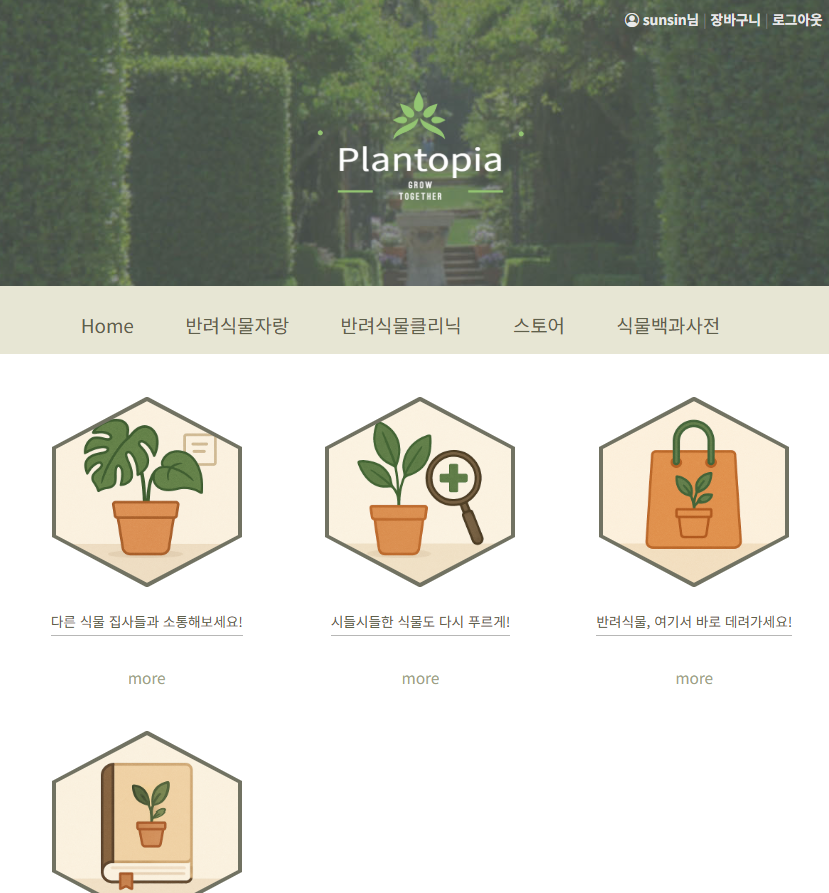 sunsin님 | 장바구니 | 로그아웃
Plantopia
GROW
TOGETHER
Home 반려식물자랑 반려식물클리닉 스토어 식물백과사전
다른 식물 집사들과 소통해보세요! 시들시들한 식물도 다시 푸르게! 반려식물, 여기서 바로 데려가세요!
more more more